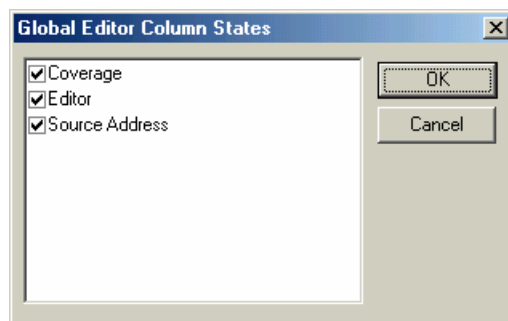 Global Editor Column States
Coverage
Editor
Source Address
OK
Cancel